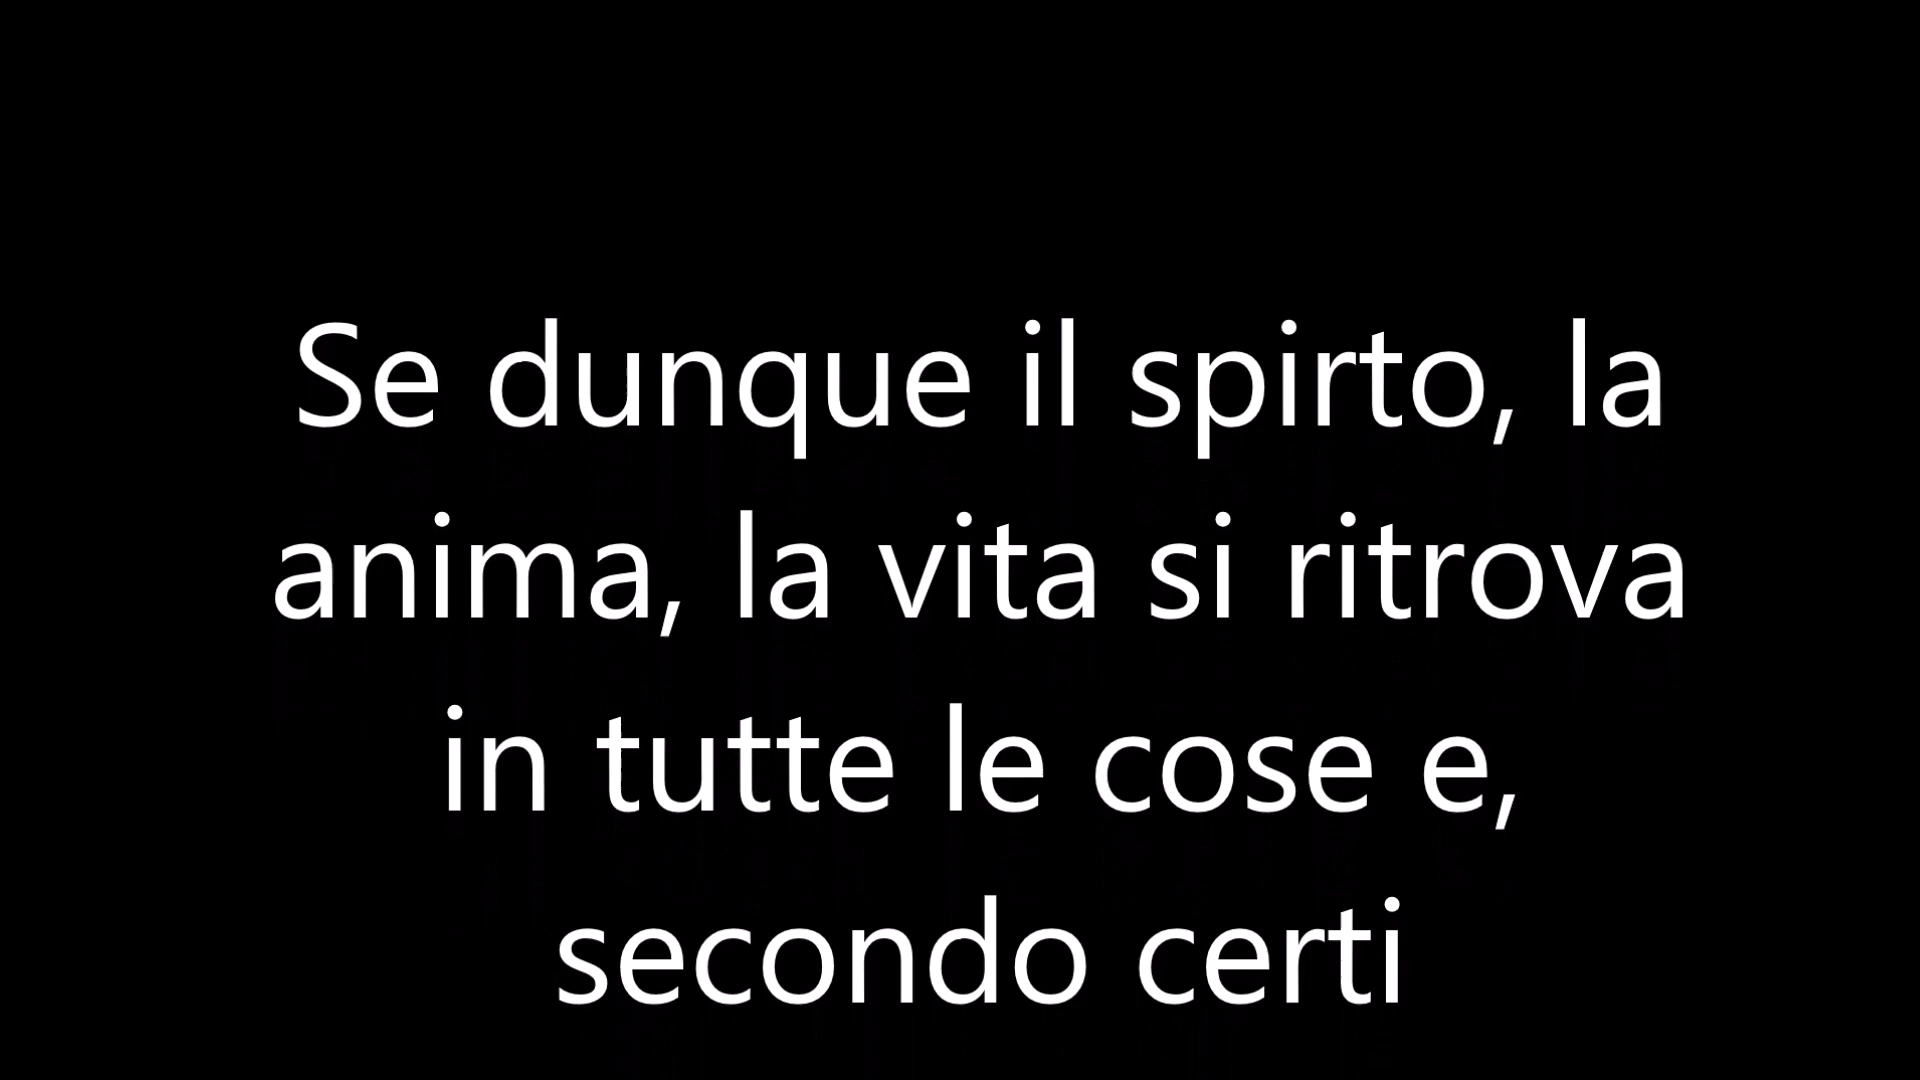 Se dunque il spirto, la
anima, la vita si ritrova
in tutte le cose e,
secondo certi